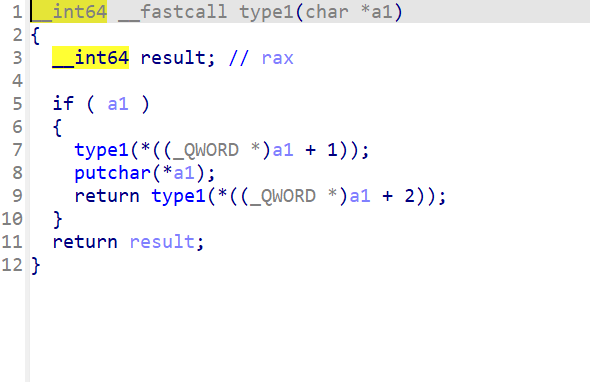 1 __int64 __fastcall type1(char *a1)
2 {
3   __int64 result; // rax
4
5   if ( a1 )
6   {
7     type1(*((_QWORD *)a1 + 1));
8     putchar(*a1);
9     return type1(*((_QWORD *)a1 + 2));
10   }
11   return result;
12 }